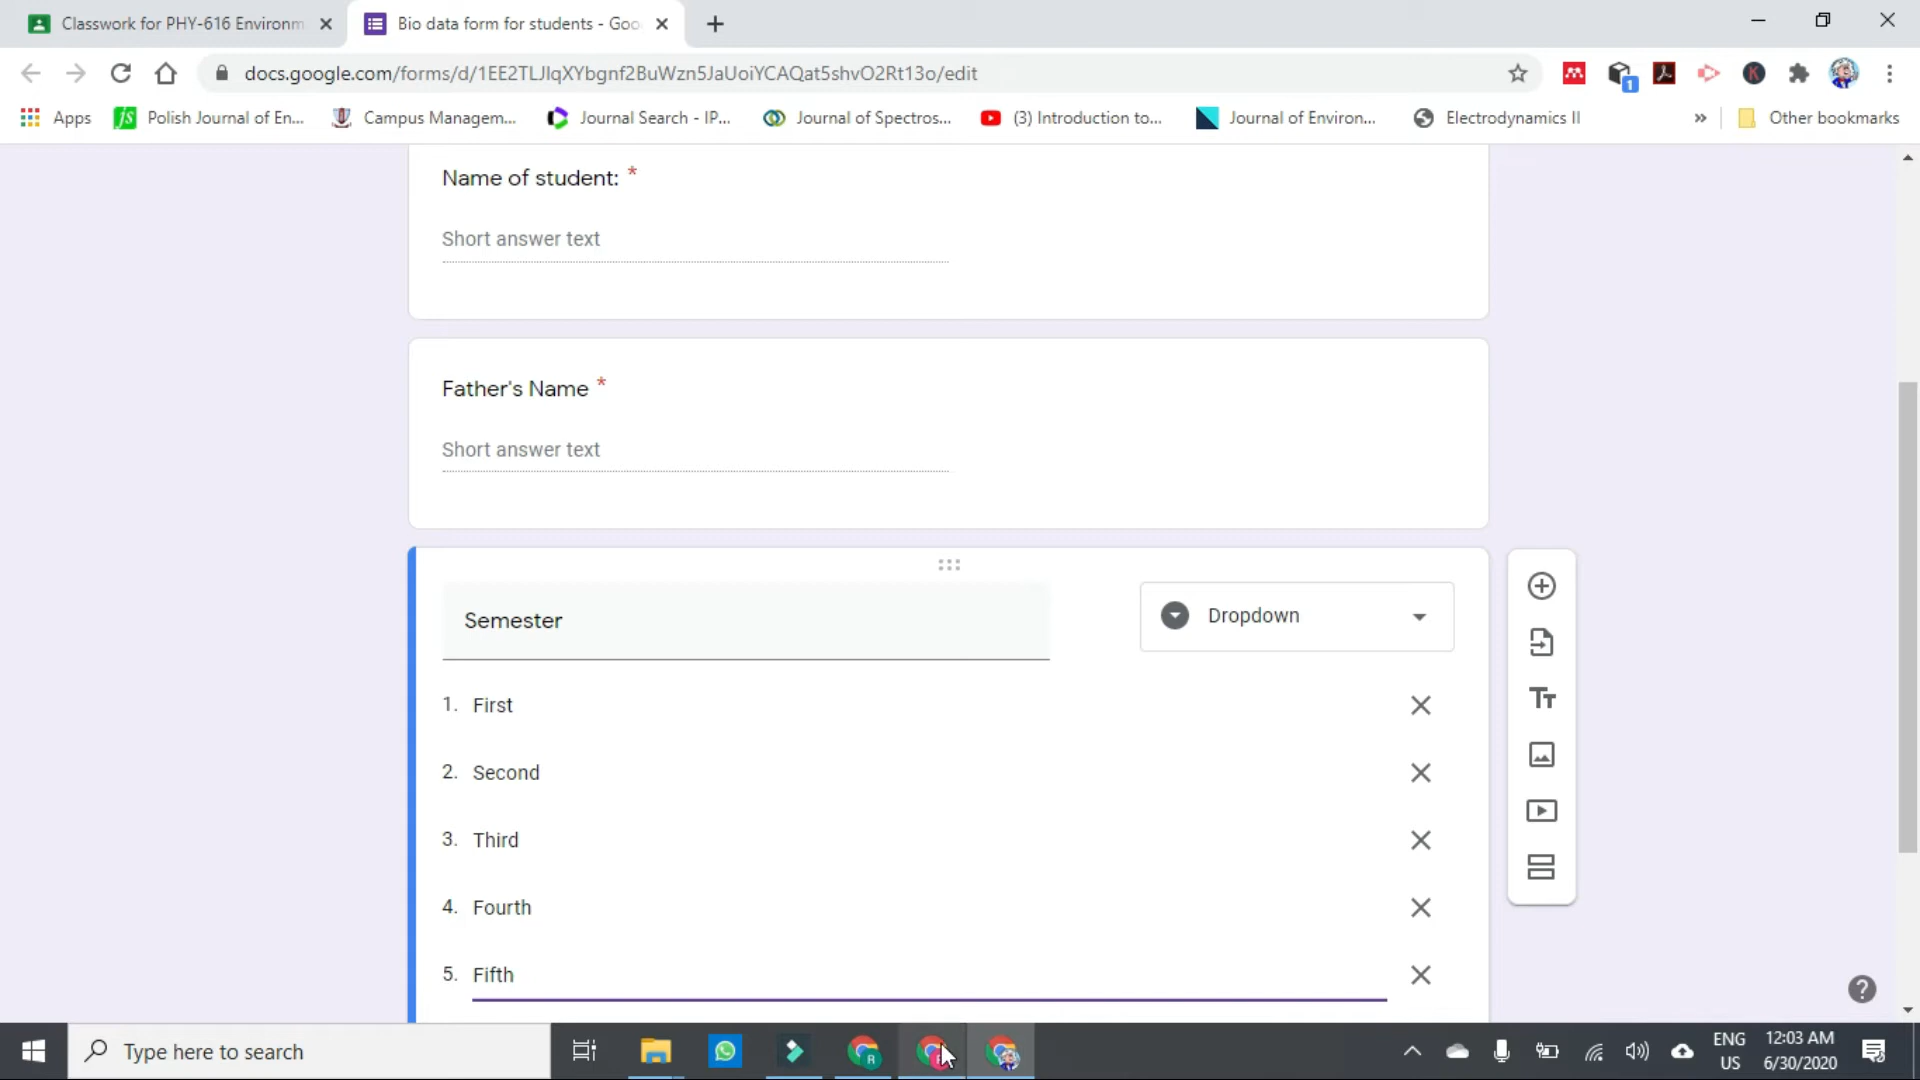 Classwork for PHY-616 Environm
Bio data form for students - Goo
docs.google.com/forms/d/1EE2TLJIqXYbgnf2BuWzn5JaUoiYCAQat5shvO2Rt13o/edit
1
Apps
Polish Journal of En...
Campus Managem...
Journal Search - IP...
Journal of Spectros...
(3) Introduction to...
Journal of Environ...
Electrodynamics II
»
Other bookmarks
Name of student: *
Short answer text
Father's Name *
Short answer text
Semester
Dropdown
1. First
2. Second
3. Third
4. Fourth
5. Fifth
Type here to search
ENG
US
12:03 AM
6/30/2020